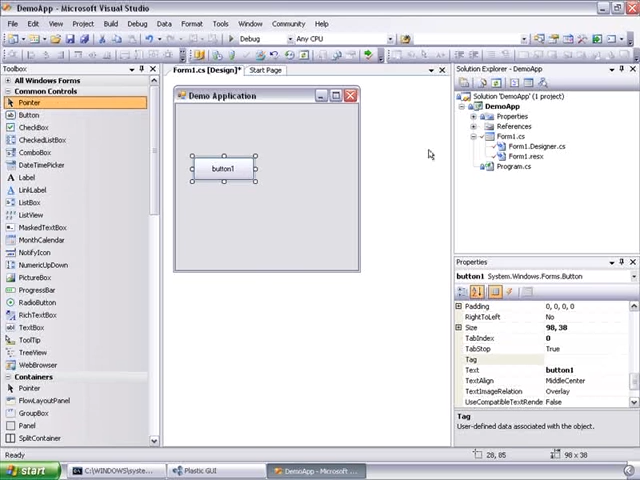 DemoApp - Microsoft Visual Studio
File Edit View Project Build Debug Data Format Tools Window Community Help
Debug Any CPU
Toolbox
All Windows Forms
Common Controls
Pointer
Button
CheckBox
CheckedListBox
ComboBox
DateTimePicker
Label
LinkLabel
ListBox
ListView
MaskedTextBox
MonthCalendar
NotifyIcon
NumericUpDown
PictureBox
ProgressBar
RadioButton
RichTextBox
TextBox
ToolTip
TreeView
WebBrowser
Containers
Pointer
FlowLayoutPanel
GroupBox
Panel
SplitContainer
Form1.cs [Design]* Start Page
Demo Application
button1
Solution Explorer - DemoApp
Solution 'DemoApp' (1 project)
DemoApp
Properties
References
Form1.cs
Form1.Designer.cs
Form1.resx
Program.cs
Properties
button1 System.Windows.Forms.Button
Padding 0, 0, 0, 0
RightToLeft No
Size 98, 38
TabIndex 0
TabStop True
Tag
Text button1
TextAlign MiddleCenter
TextImageRelation Overlay
UseCompatibleTextRende False
Tag
User-defined data associated with the object.
Ready 28, 85 98 x 38
start C:\WINDOWS\syste... Plastic GUI DemoApp - Microsoft ...